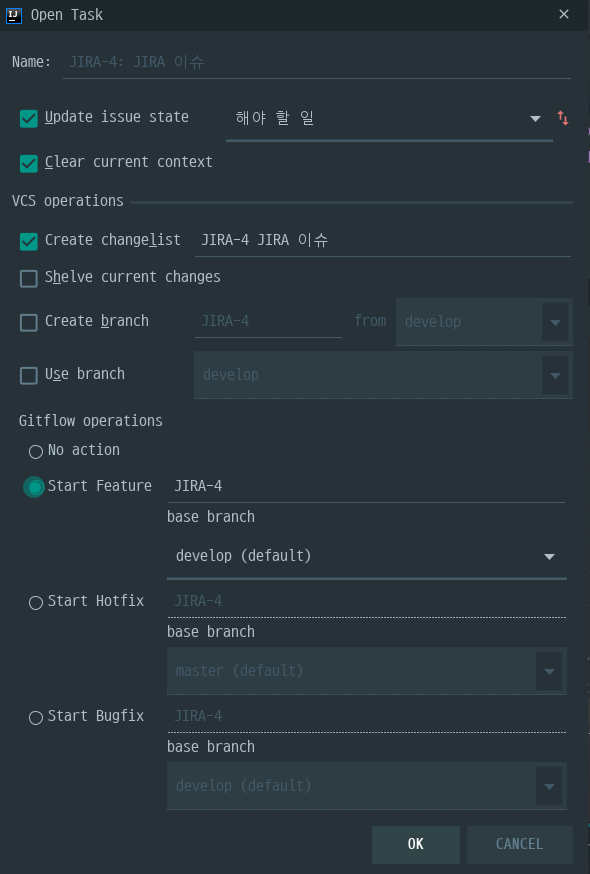 IJ Open Task
Name: JIRA-4: JIRA 이슈
Update issue state 해야 할 일
Clear current context
VCS operations
Create changelist JIRA-4 JIRA 이슈
Shelve current changes
Create branch JIRA-4 from develop
Use branch develop
Gitflow operations
No action
Start Feature JIRA-4
base branch
develop (default)
Start Hotfix JIRA-4
base branch
master (default)
Start Bugfix JIRA-4
base branch
develop (default)
OK CANCEL